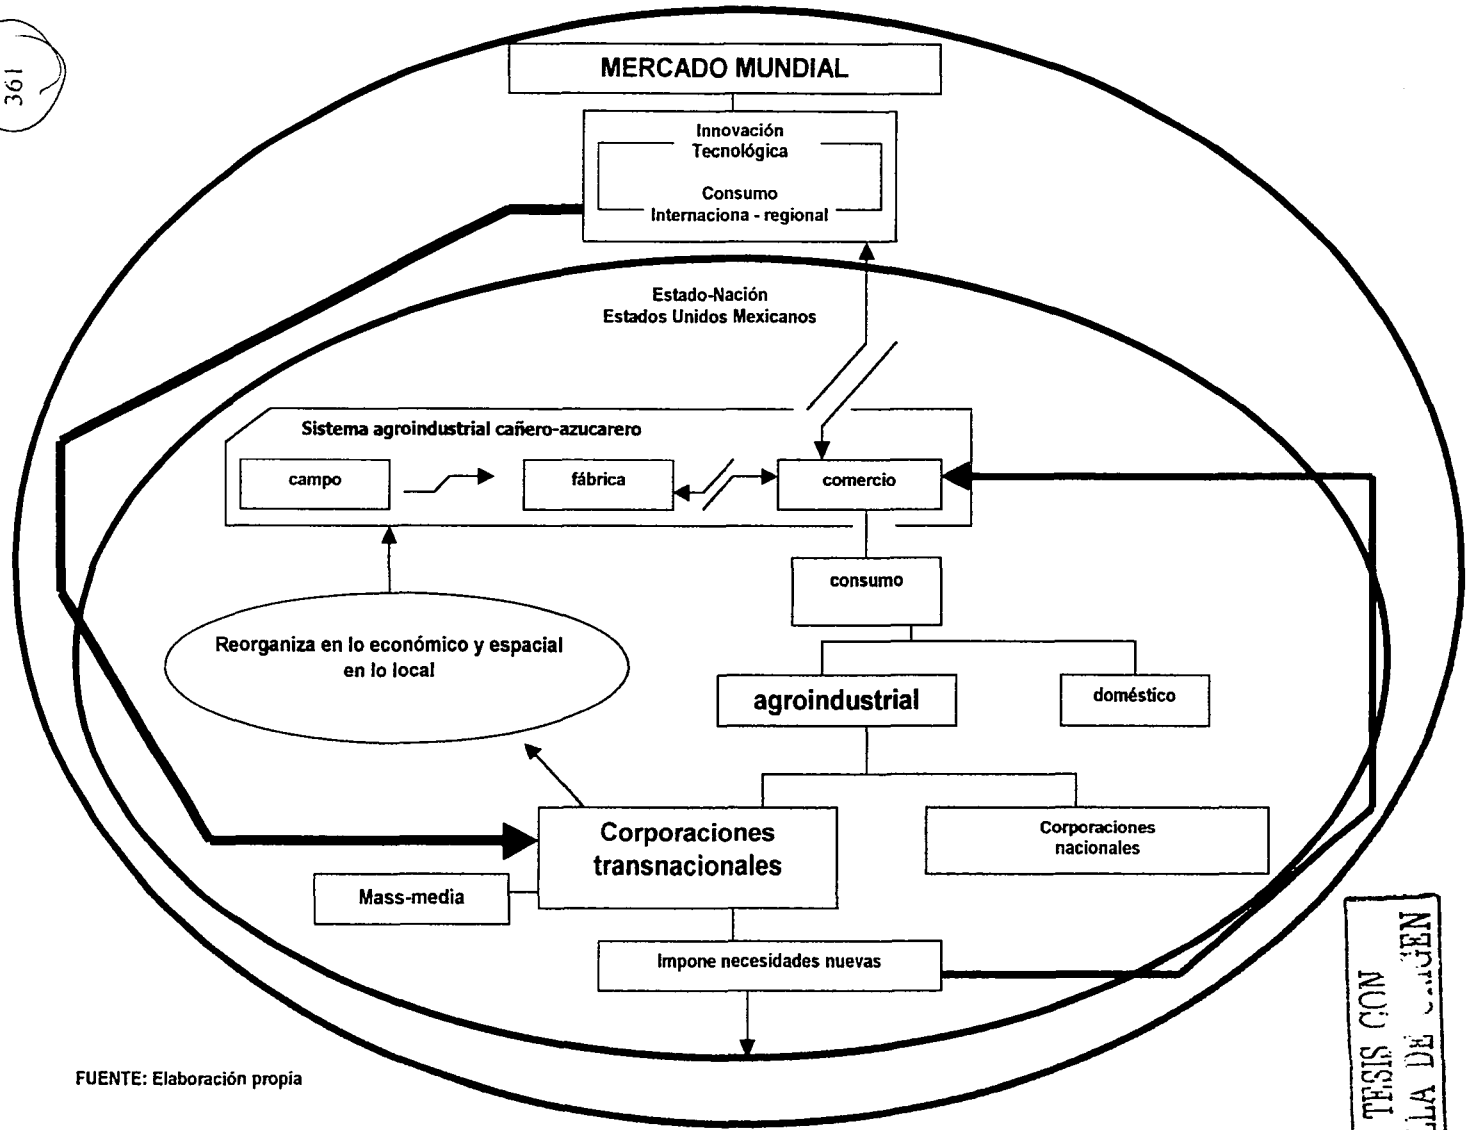 361
MERCADO MUNDIAL
Innovación
Tecnológica
Consumo
Internaciona - regional
Estado-Nación
Estados Unidos Mexicanos
Sistema agroindustrial cañero-azucarero
campo
fábrica
comercio
consumo
Reorganiza en lo económico y espacial
en lo local
agroindustrial
doméstico
Corporaciones
transnacionales
Corporaciones
nacionales
Mass-media
Impone necesidades nuevas
FUENTE: Elaboración propia
TESIS CON
DE